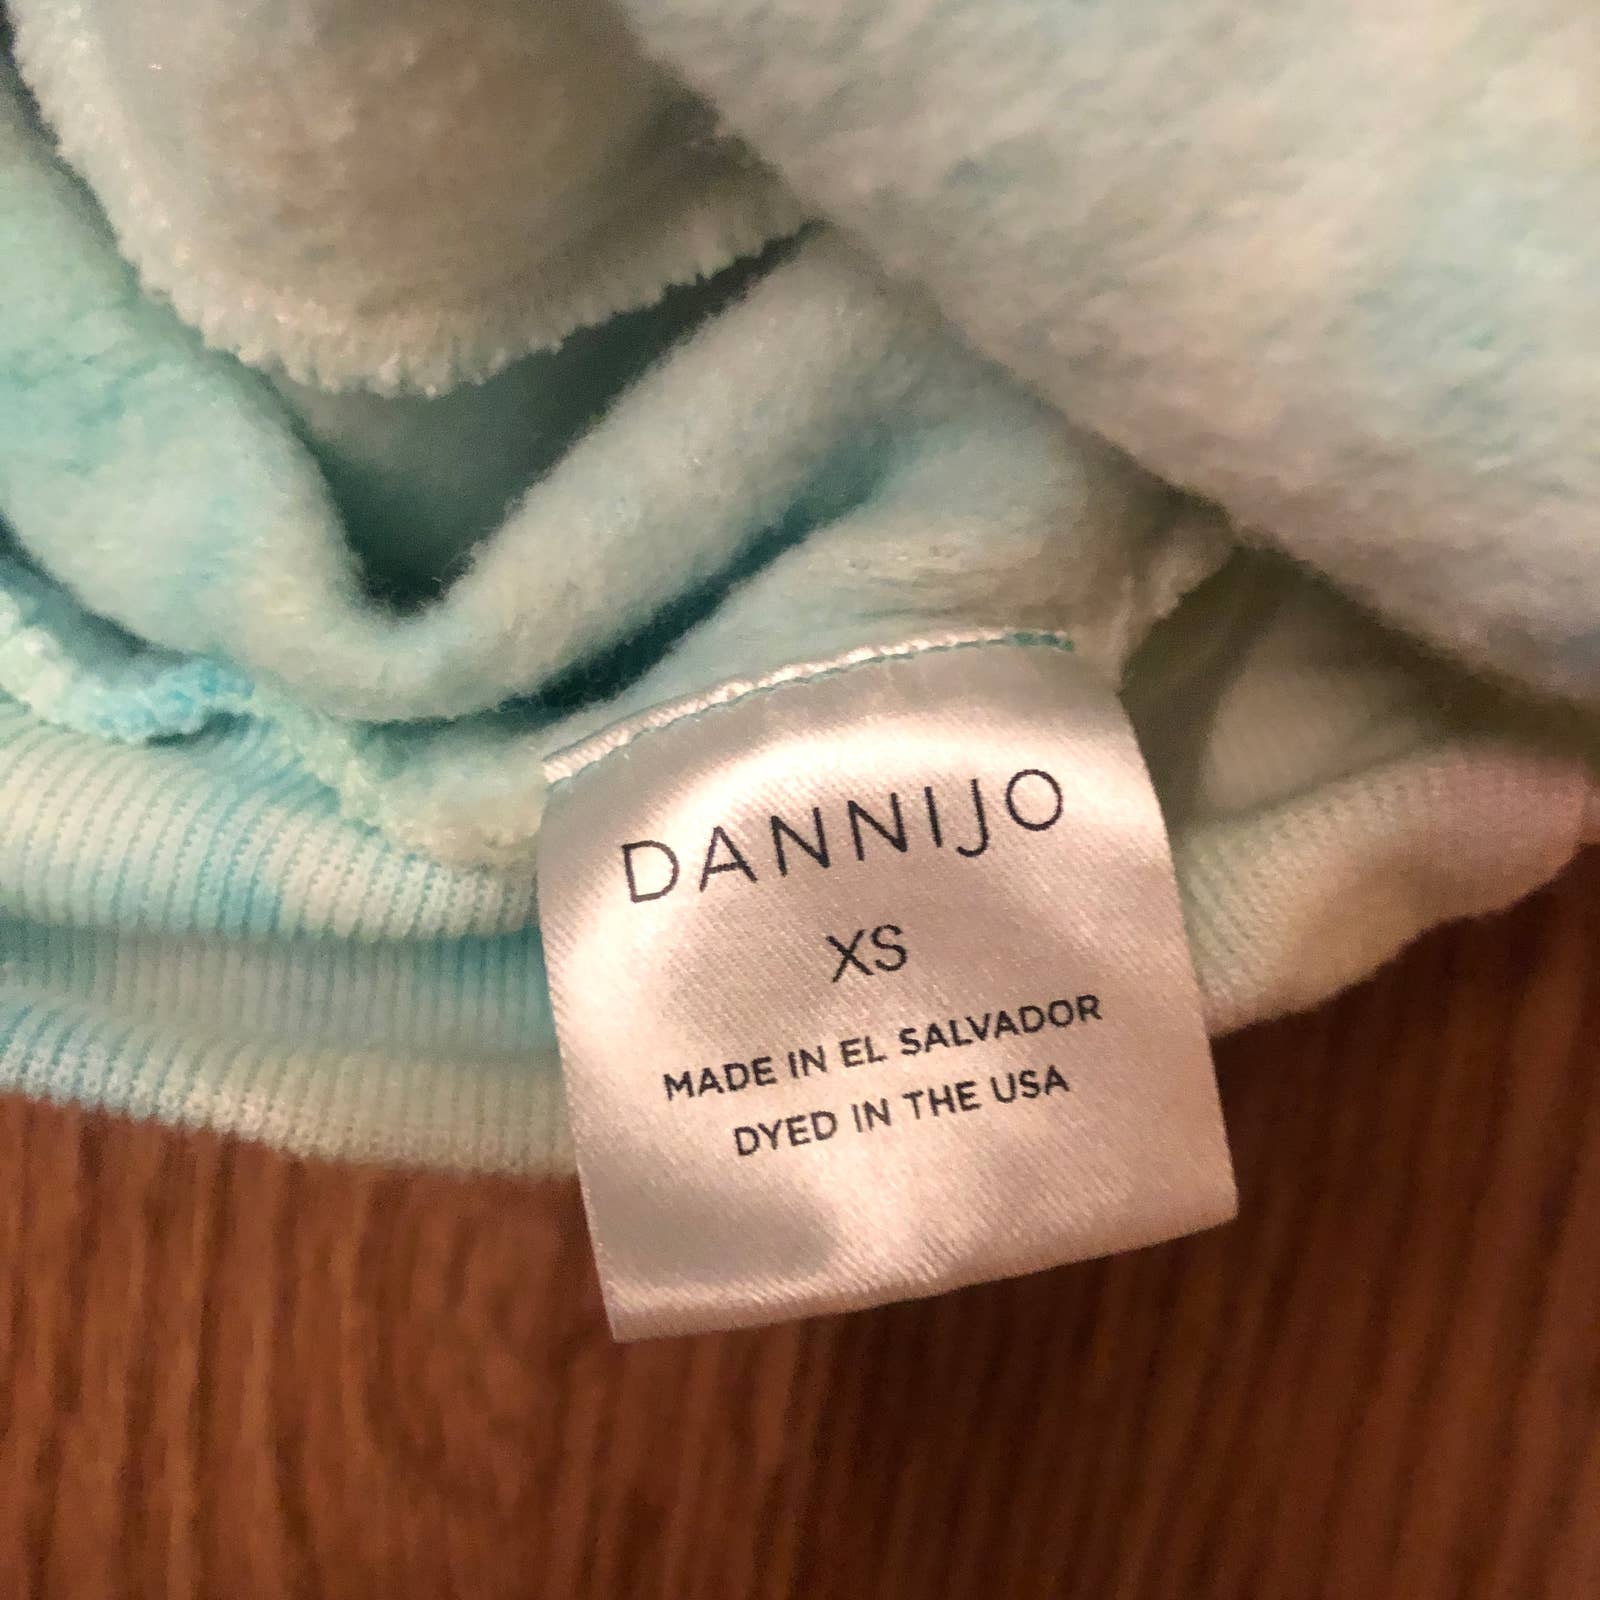 DANNIJO
XS
MADE IN EL SALVADOR
DYED IN THE USA